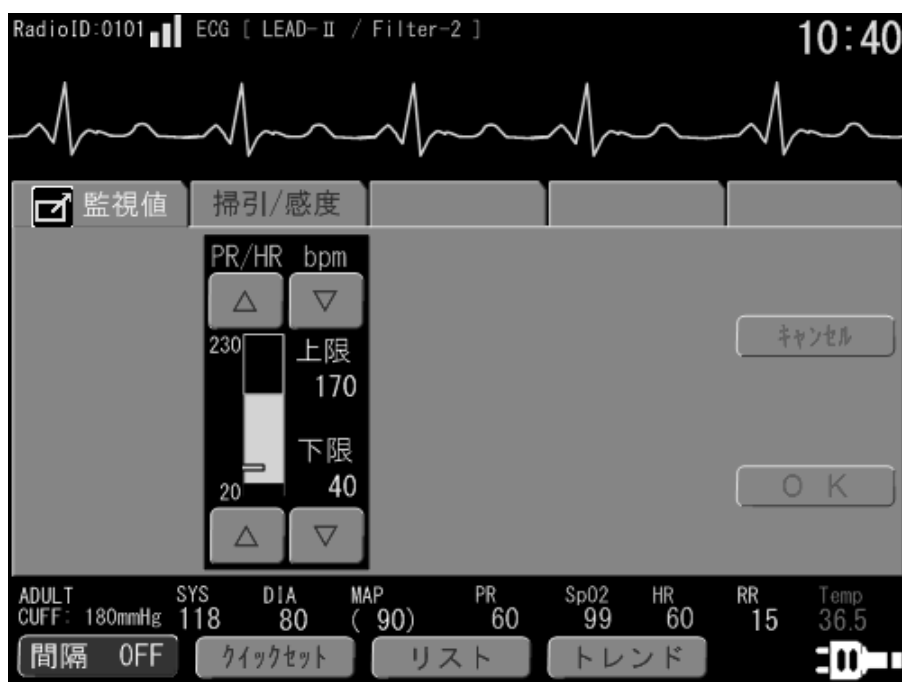 RadioID:0101 ECG [ LEAD-Ⅱ / Filter-2 ] 10:40
監視値 掃引/感度
PR/HR bpm
△ ▽
230 上限
170
キャンセル
下限
20 40
OK
△ ▽
ADULT SYS DIA MAP PR SpO2 HR RR Temp
CUFF: 180mmHg 118 80 ( 90) 60 99 60 15 36.5
間隔 OFF クイックセット リスト トレンド